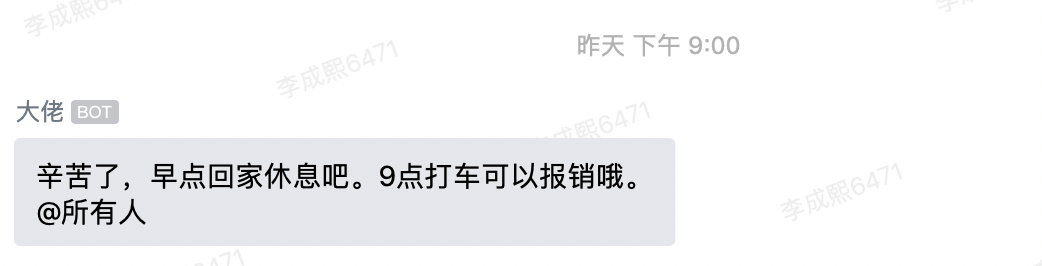 李成熙6471
昨天 下午 9:00
李成熙6471
大佬 BOT
成熙6471
辛苦了，早点回家休息吧。9点打车可以报销哦。
@所有人
李成熙6471
6471